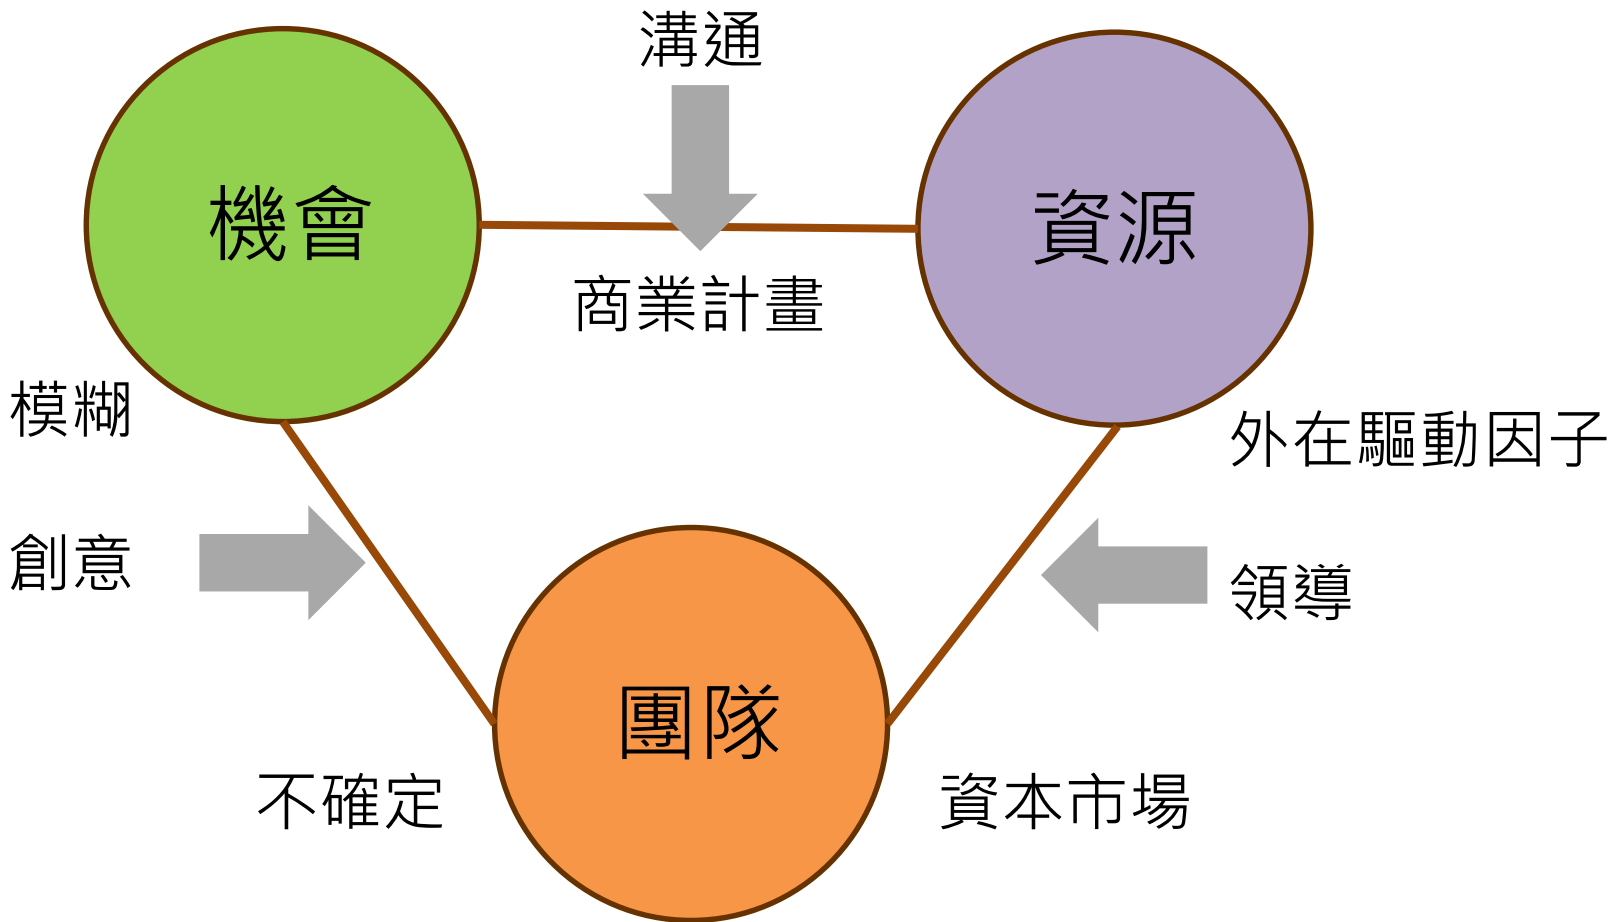 溝通
機會
資源
商業計畫
模糊
外在驅動因子
創意
領導
團隊
不確定
資本市場